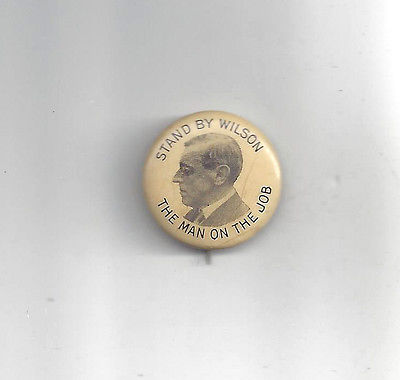 STAND BY WILSON
THE MAN ON THE JOB